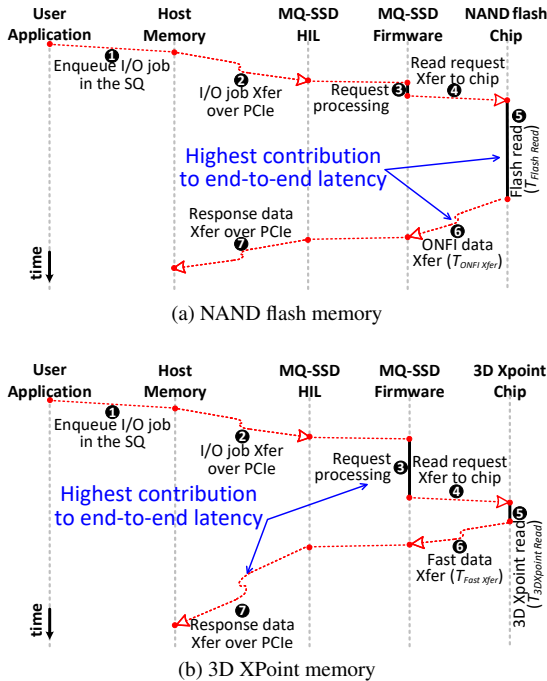 User Application
Host Memory
MQ-SSD HIL
MQ-SSD Firmware
NAND flash Chip
1
Enqueue I/O job
in the SQ
2
I/O job Xfer
over PCIe
Request
processing
3
Read request
Xfer to chip
4
5
Flash read
(T_Flash Read)
Highest contribution
to end-to-end latency
Response data
Xfer over PCIe
7
6
ONFI data
Xfer (T_ONFI Xfer)
time
(a) NAND flash memory
User Application
Host Memory
MQ-SSD HIL
MQ-SSD Firmware
3D Xpoint Chip
1
Enqueue I/O job
in the SQ
2
I/O job Xfer
over PCIe
Request
processing
3
Read request
Xfer to chip
4
5
3D Xpoint read
(T_3DXpoint Read)
Highest contribution
to end-to-end latency
6
Fast data
Xfer (T_Fast Xfer)
7
Response data
Xfer over PCIe
time
(b) 3D XPoint memory